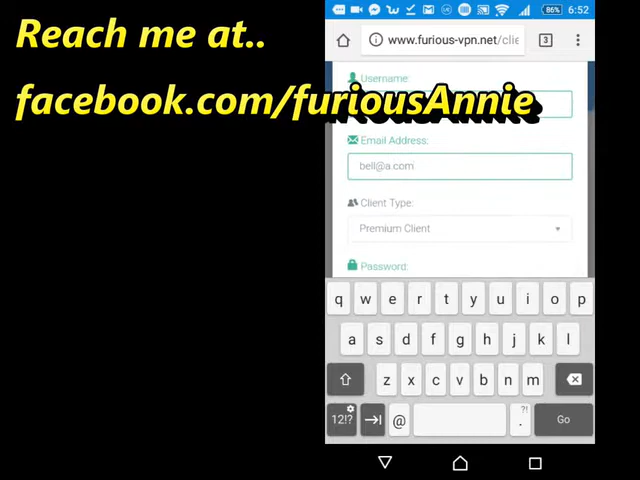 Reach me at..
facebook.com/furiousAnnie
86% 6:52
www.furious-vpn.net/clie
3
Username:
Email Address:
bell@a.com
Client Type:
Premium Client
Password:
q w e r t y u i o p
a s d f g h j k l
z x c v b n m
12!? @ . ?! Go